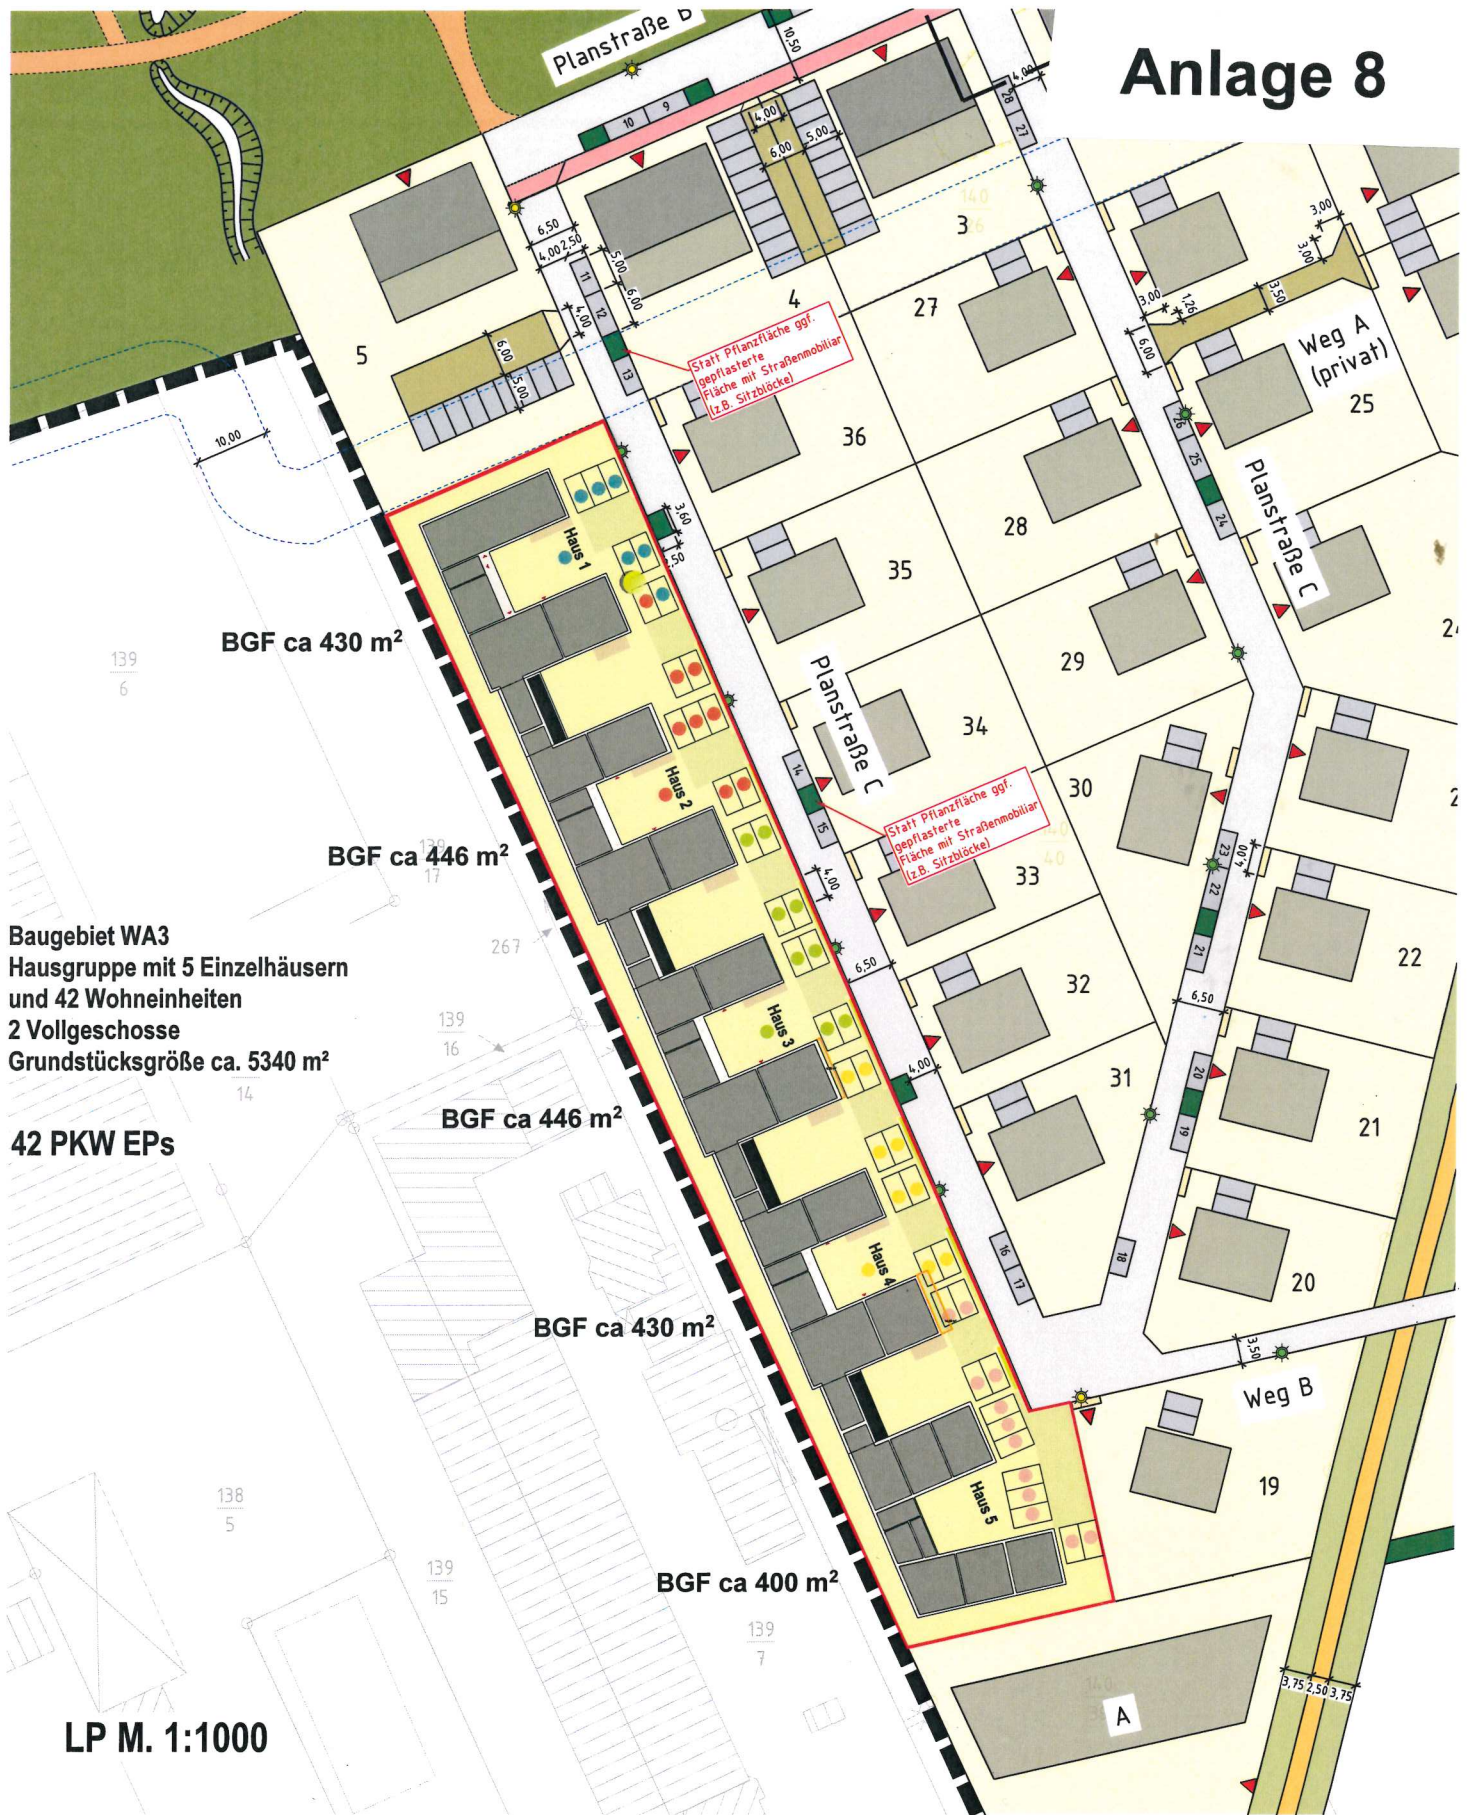 Anlage 8
Planstraße B
10,50
4,00
28
27
10
9
4,00
6,00
5,00
140
26
3
6,50
4,00
2,50
5,00
6,00
11
12
13
4,00
4
27
5
6,00
5,00
10,00
3,00
3,00
3,50
3,00
1,26
6,00
Weg A
(privat)
25
Statt Pflanzfläche ggf.
gepflasterte
Fläche mit Straßenmobiliar
(z.B. Sitzblöcke)
36
28
26
25
24
Planstraße C
3,60
35
29
24
Haus 1
BGF ca 430 m²
139
6
Planstraße C
34
30
14
15
Statt Pflanzfläche ggf.
gepflasterte
Fläche mit Straßenmobiliar
(z.B. Sitzblöcke)
40
33
23
22
21
4,00
Haus 2
BGF ca 446 m²
139
17
4,00
267
6,50
32
22
6,50
Baugebiet WA3
Hausgruppe mit 5 Einzelhäusern
und 42 Wohneinheiten
2 Vollgeschosse
Grundstücksgröße ca. 5340 m²
14
139
16
Haus 3
4,00
31
20
19
21
BGF ca 446 m²
42 PKW EPs
Haus 4
16
17
18
20
BGF ca 430 m²
3,50
Weg B
19
138
5
139
15
Haus 5
BGF ca 400 m²
139
7
140
A
3,75
2,50
3,75
LP M. 1:1000